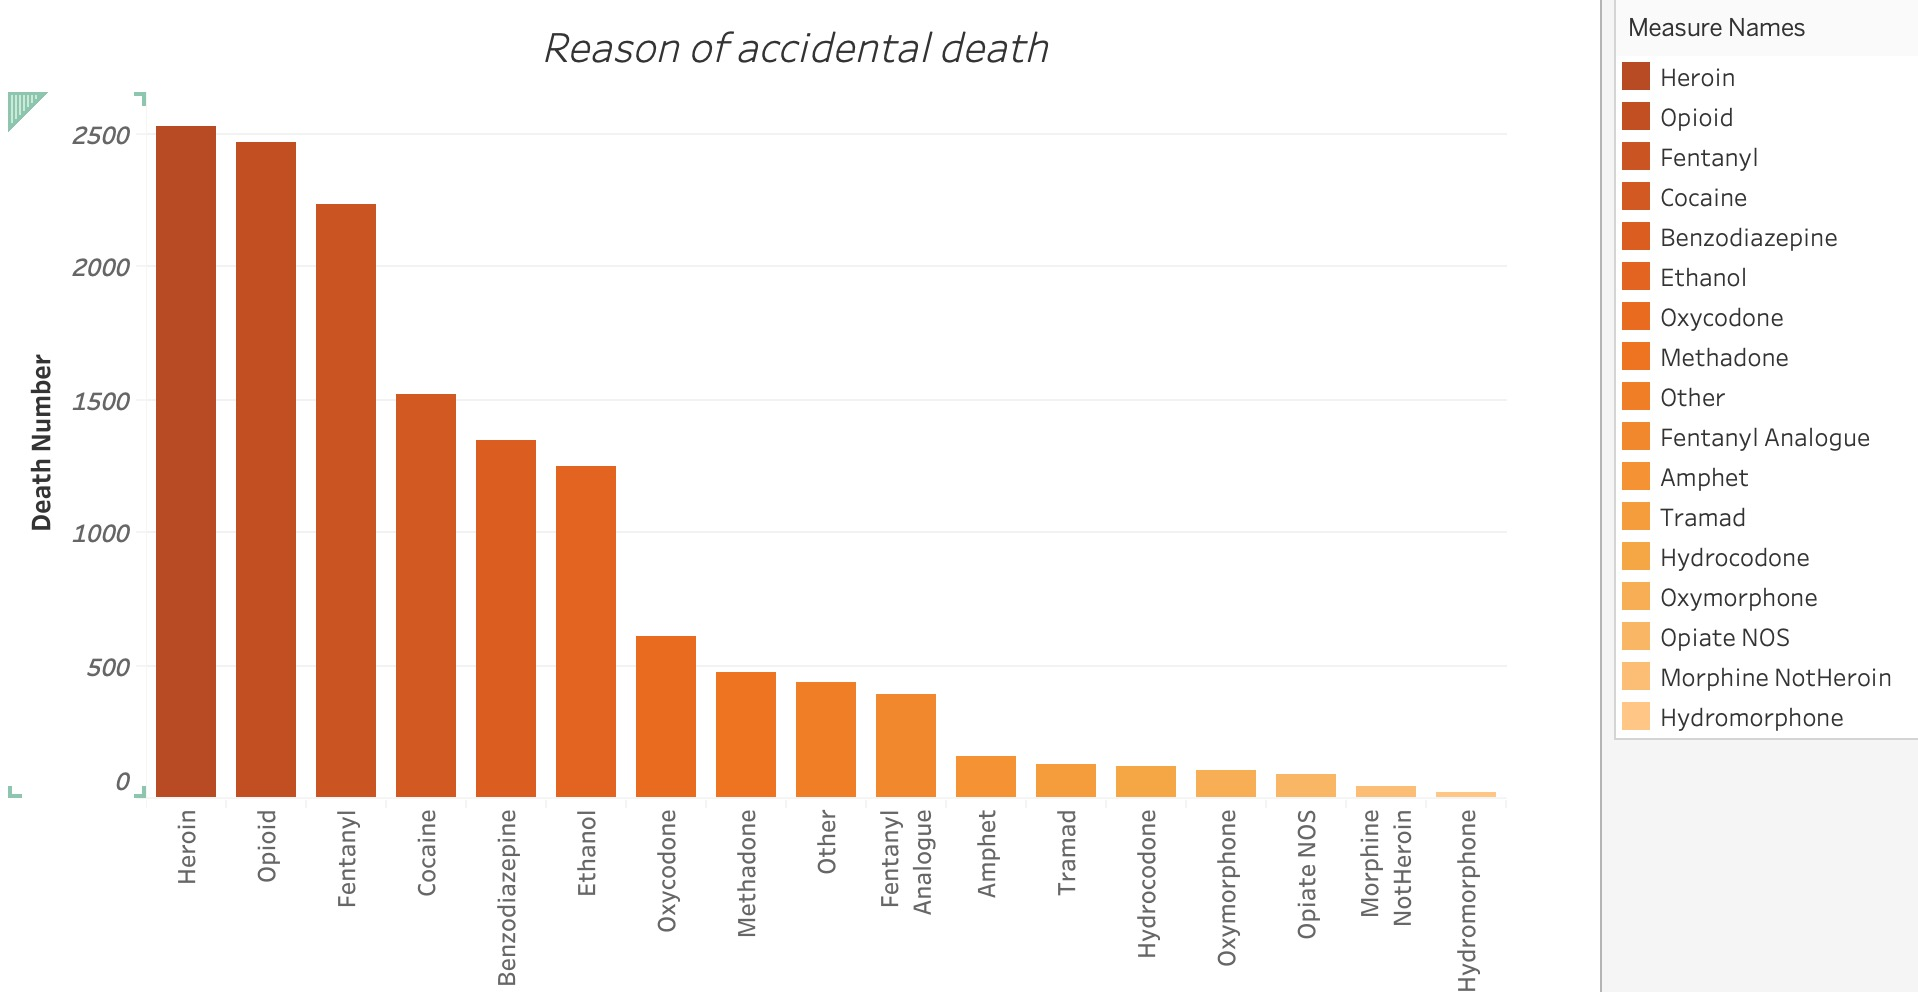 Reason of accidental death
Death Number
2500
2000
1500
1000
500
0
Heroin
Opioid
Fentanyl
Cocaine
Benzodiazepine
Ethanol
Oxycodone
Methadone
Other
Fentanyl
Analogue
Amphet
Tramad
Hydrocodone
Oxymorphone
Opiate NOS
Morphine
NotHeroin
Hydromorphone
Measure Names
Heroin
Opioid
Fentanyl
Cocaine
Benzodiazepine
Ethanol
Oxycodone
Methadone
Other
Fentanyl Analogue
Amphet
Tramad
Hydrocodone
Oxymorphone
Opiate NOS
Morphine NotHeroin
Hydromorphone